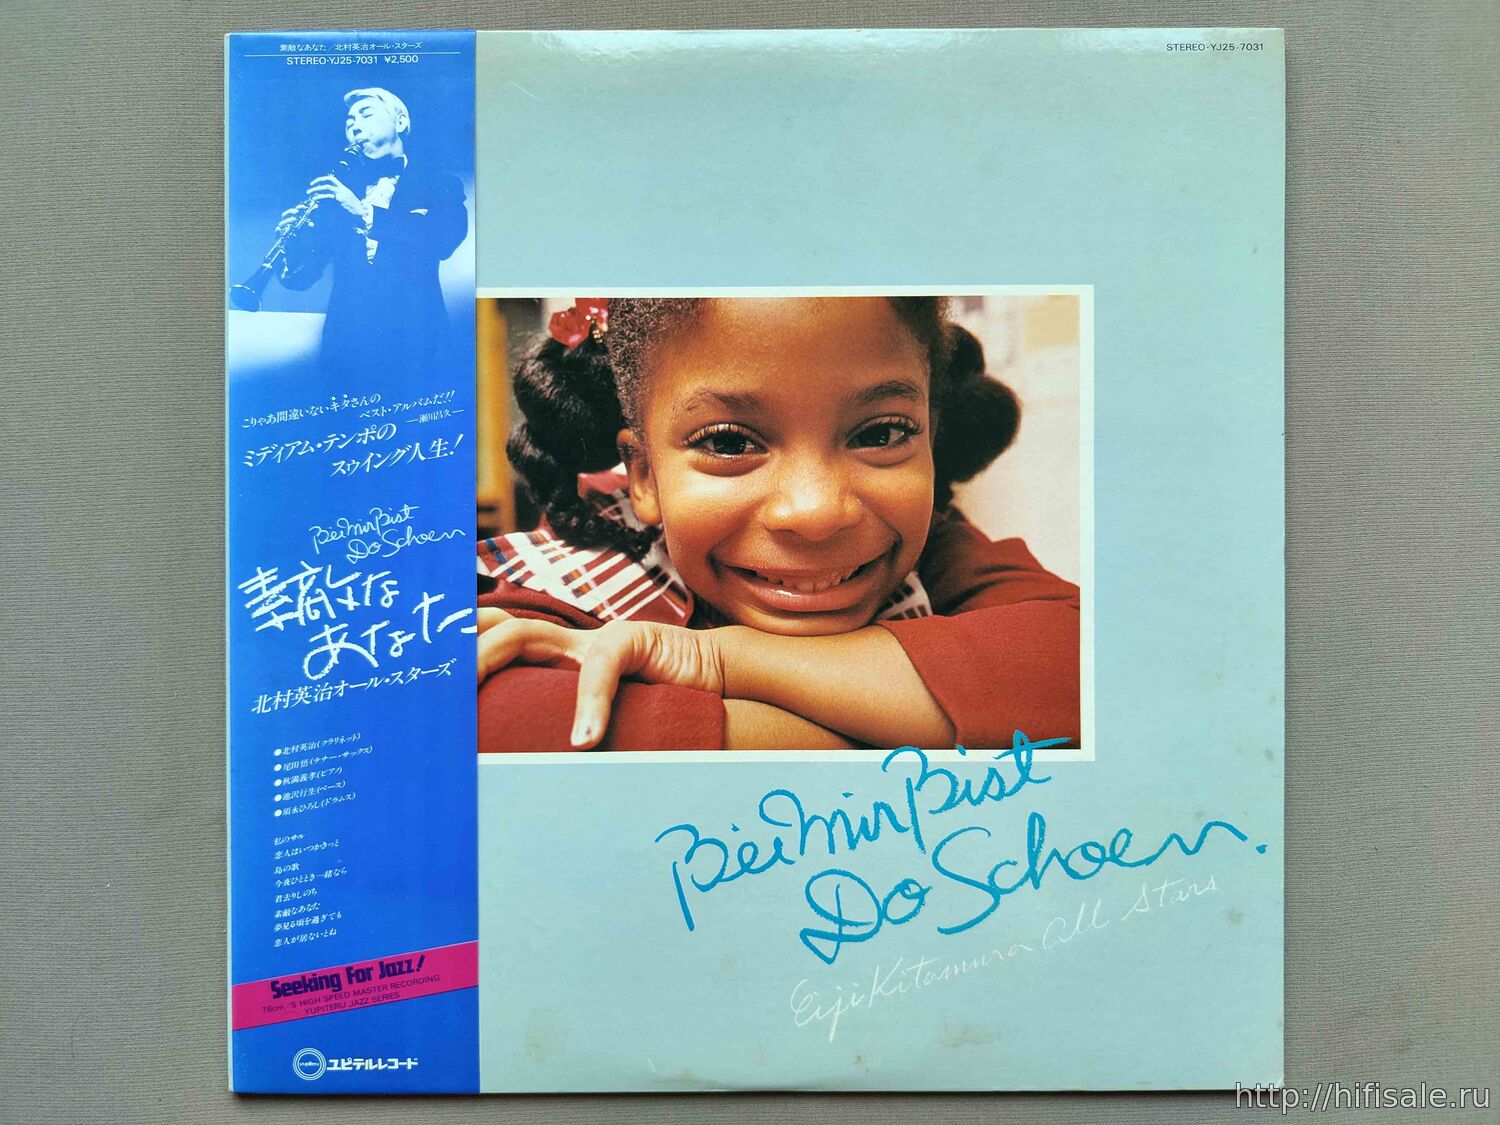 素敵なあなた/北村英治オール・スターズ
STEREO・YJ25-7031 ¥2,500
こりゃあ間違いないキタさんの
ベスト・アルバムだ!!
—瀬川昌久—
ミディアム・テンポの
スゥイング人生!
Bei Mir Bist
Do Schoen
素敵な
あなた
北村英治オール・スターズ
●北村英治(クラリネット)
●尾田悟(テナー・サックス)
●秋満義孝(ピアノ)
●池沢行生(ベース)
●須永ひろし(ドラムス)
私のサル
恋人はいつかきっと
島の歌
今夜ひととき一緒なら
君去りしのち
素敵なあなた
夢見る頃を過ぎても
恋人が居ないとね
Seeking For Jazz!
76cm/S HIGH SPEED MASTER RECORDING
YUPITERU JAZZ SERIES
yupiteru
ユピテルレコード
STEREO・YJ25-7031
Bei Mir Bist
Do Schoen.
Eiji Kitamura All Stars
http://hifisale.ru